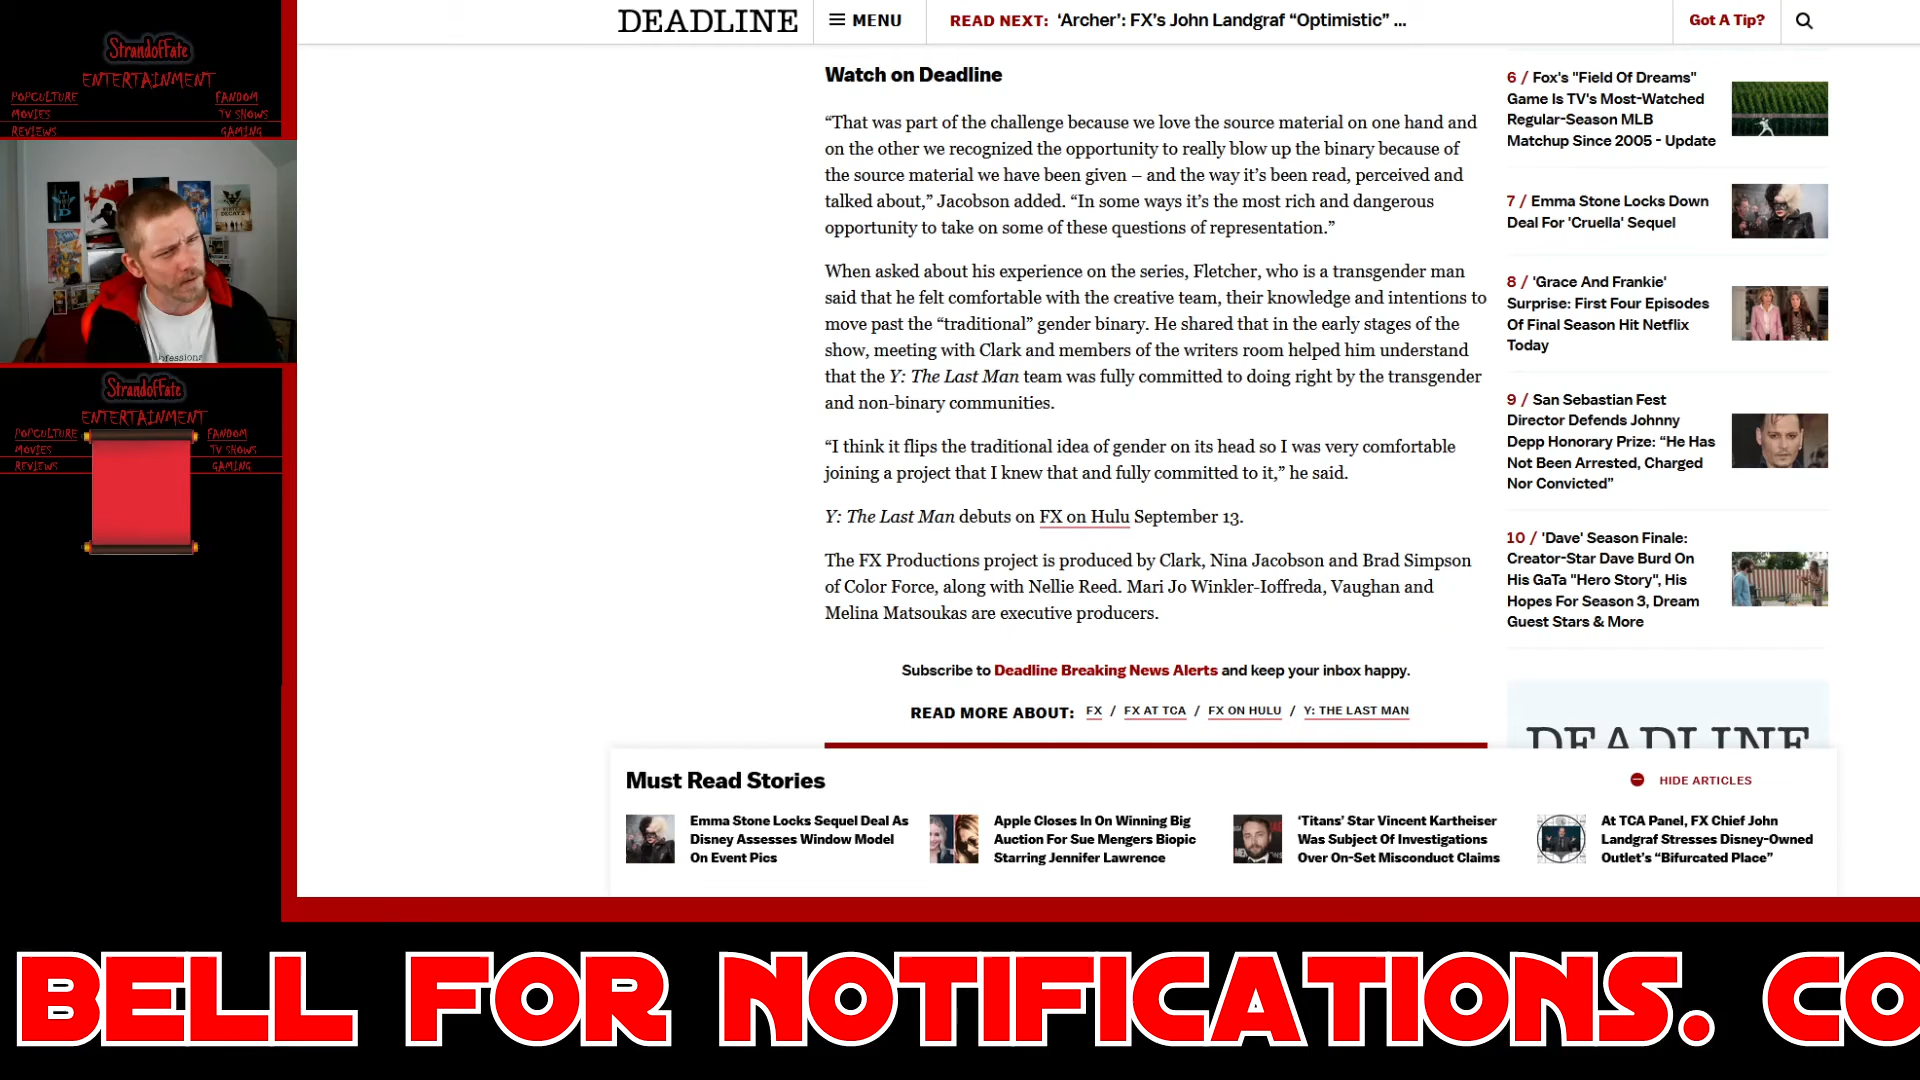 StrandofFate
ENTERTAINMENT
POPCULTURE FANDOM
MOVIES TV SHOWS
REVIEWS GAMING
nfessions
StrandofFate
ENTERTAINMENT
POPCULTURE FANDOM
MOVIES TV SHOWS
REVIEWS GAMING
DEADLINE
MENU
READ NEXT: ‘Archer’: FX’s John Landgraf “Optimistic” ...
Got A Tip?
Watch on Deadline
“That was part of the challenge because we love the source material on one hand and
on the other we recognized the opportunity to really blow up the binary because of
the source material we have been given – and the way it’s been read, perceived and
talked about,” Jacobson added. “In some ways it’s the most rich and dangerous
opportunity to take on some of these questions of representation.”
When asked about his experience on the series, Fletcher, who is a transgender man
said that he felt comfortable with the creative team, their knowledge and intentions to
move past the “traditional” gender binary. He shared that in the early stages of the
show, meeting with Clark and members of the writers room helped him understand
that the Y: The Last Man team was fully committed to doing right by the transgender
and non-binary communities.
“I think it flips the traditional idea of gender on its head so I was very comfortable
joining a project that I knew that and fully committed to it,” he said.
Y: The Last Man debuts on FX on Hulu September 13.
The FX Productions project is produced by Clark, Nina Jacobson and Brad Simpson
of Color Force, along with Nellie Reed. Mari Jo Winkler-Ioffreda, Vaughan and
Melina Matsoukas are executive producers.
Subscribe to Deadline Breaking News Alerts and keep your inbox happy.
READ MORE ABOUT: FX / FX AT TCA / FX ON HULU / Y: THE LAST MAN
6 / Fox's "Field Of Dreams"
Game Is TV's Most-Watched
Regular-Season MLB
Matchup Since 2005 - Update
7 / Emma Stone Locks Down
Deal For 'Cruella' Sequel
8 / 'Grace And Frankie'
Surprise: First Four Episodes
Of Final Season Hit Netflix
Today
9 / San Sebastian Fest
Director Defends Johnny
Depp Honorary Prize: “He Has
Not Been Arrested, Charged
Nor Convicted”
10 / 'Dave' Season Finale:
Creator-Star Dave Burd On
His GaTa "Hero Story", His
Hopes For Season 3, Dream
Guest Stars & More
DEADLINE
Must Read Stories
HIDE ARTICLES
Emma Stone Locks Sequel Deal As
Disney Assesses Window Model
On Event Pics
Apple Closes In On Winning Big
Auction For Sue Mengers Biopic
Starring Jennifer Lawrence
‘Titans’ Star Vincent Kartheiser
Was Subject Of Investigations
Over On-Set Misconduct Claims
At TCA Panel, FX Chief John
Landgraf Stresses Disney-Owned
Outlet’s “Bifurcated Place”
BELL FOR NOTIFICATIONS. CO